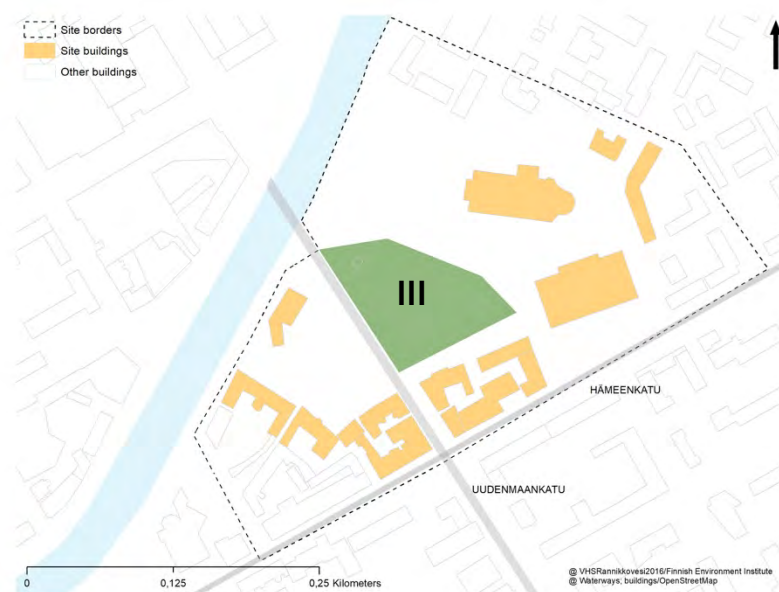 Site borders
Site buildings
Other buildings
III
HÄMEENKATU
UUDENMAANKATU
0
0,125
0,25 Kilometers
@ VHSRannikkovesi2016/Finnish Environment Institute
@ Waterways; buildings/OpenStreetMap